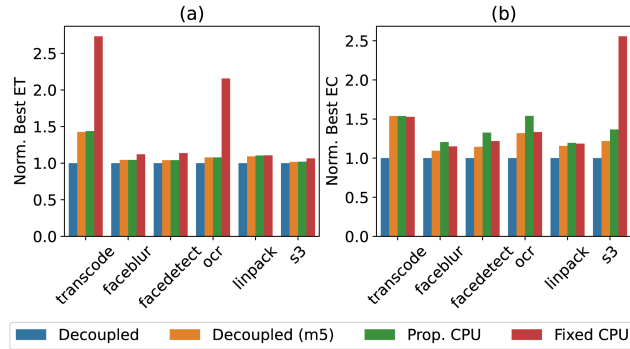 (a)
(b)
Norm. Best ET
2.5
2.0
1.5
1.0
0.5
0.0
transcode
faceblur
facedetect
ocr
linpack
s3
Norm. Best EC
2.5
2.0
1.5
1.0
0.5
0.0
transcode
faceblur
facedetect
ocr
linpack
s3
Decoupled Decoupled (m5) Prop. CPU Fixed CPU